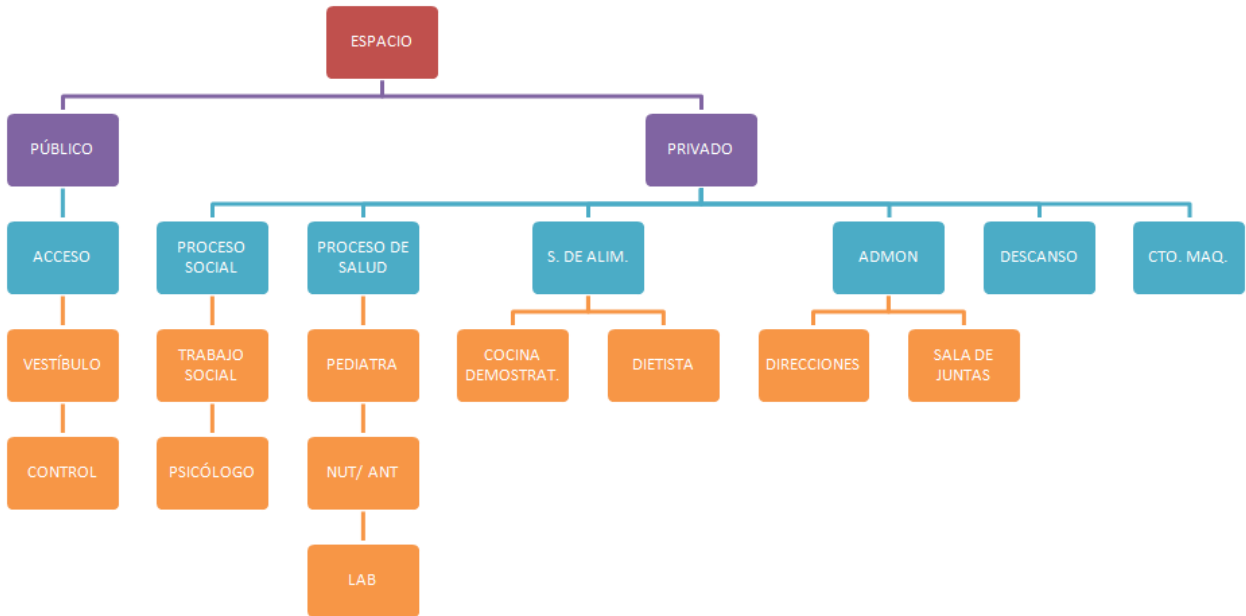 ESPACIO
PÚBLICO
PRIVADO
ACCESO
PROCESO
SOCIAL
PROCESO DE
SALUD
S. DE ALIM.
ADMON
DESCANSO
CTO. MAQ.
VESTÍBULO
TRABAJO
SOCIAL
PEDIATRA
COCINA
DEMOSTRAT.
DIETISTA
DIRECCIONES
SALA DE
JUNTAS
CONTROL
PSICÓLOGO
NUT/ ANT
LAB